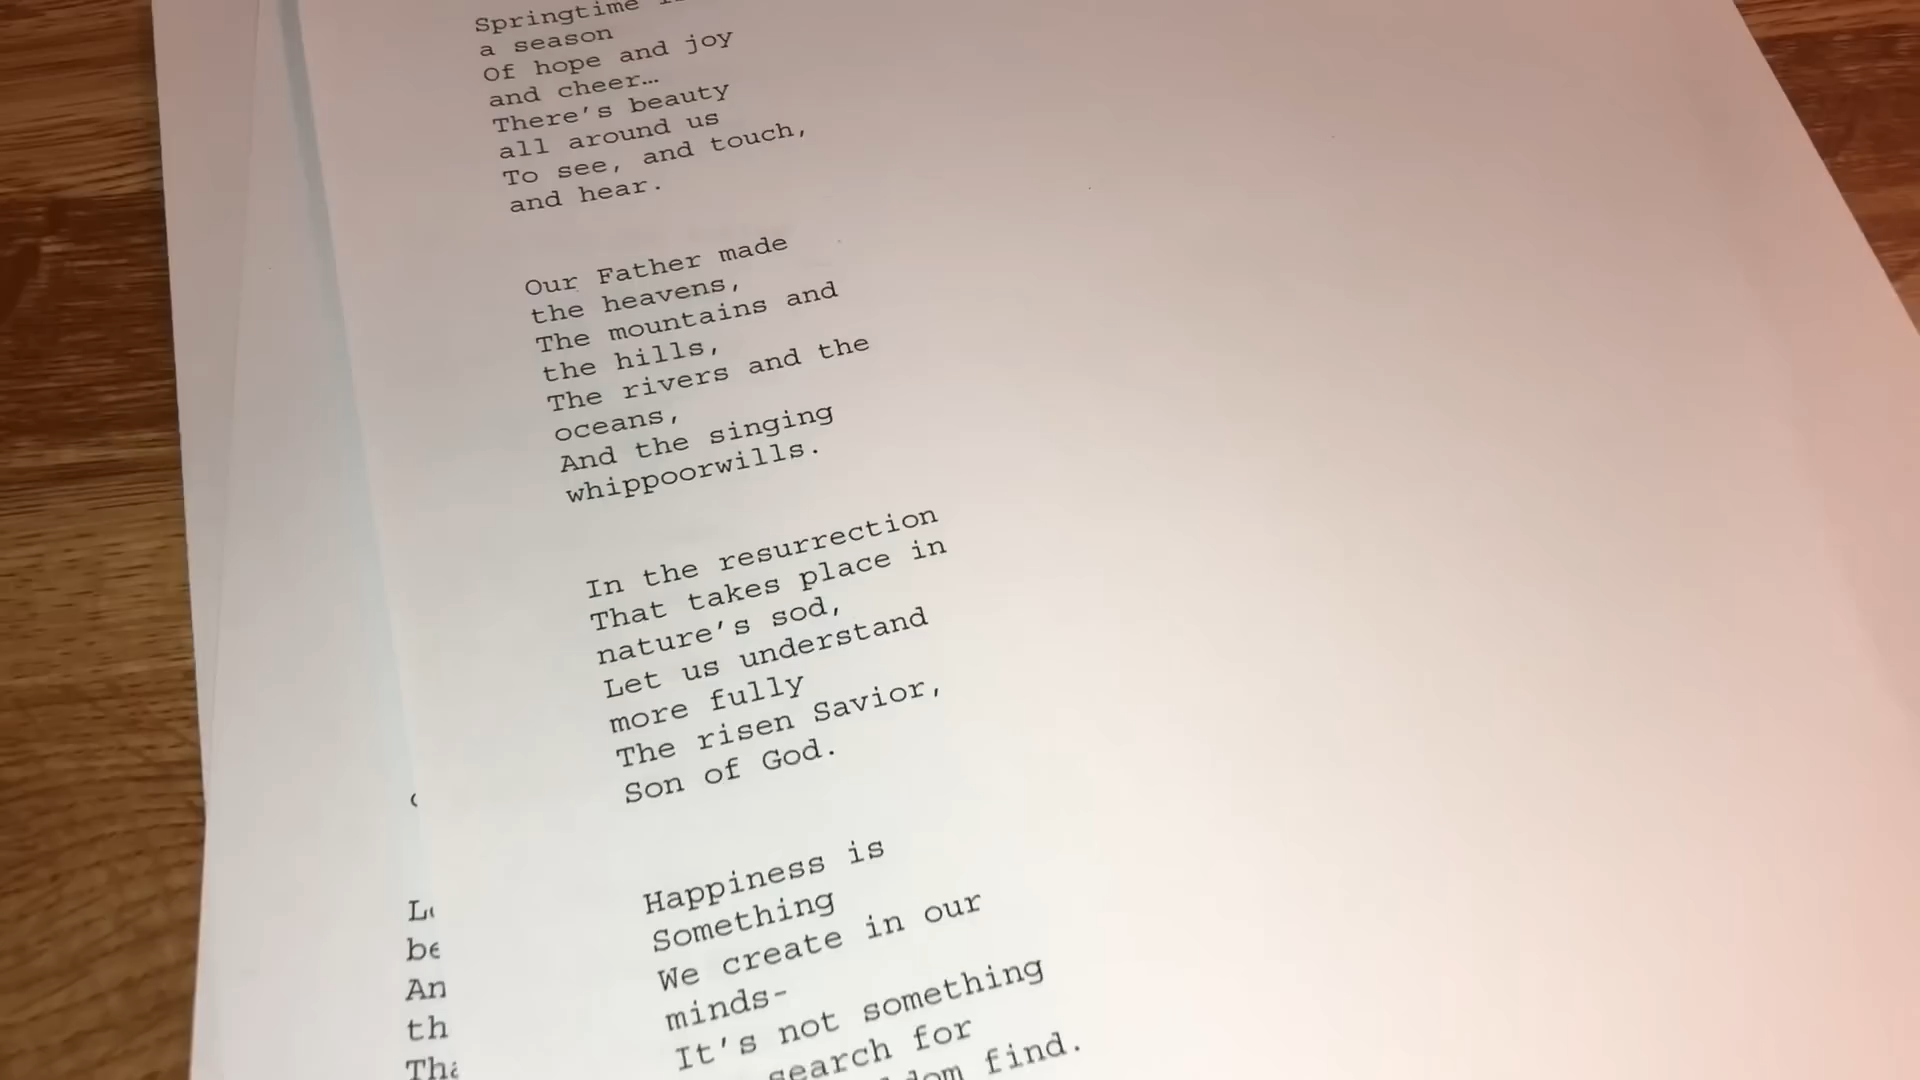 Springtime
a season
Of hope and joy
and cheer…
There's beauty
all around us
To see, and touch,
and hear.
Our Father made
the heavens,
The mountains and
the hills,
The rivers and the
oceans,
And the singing
whippoorwills.
In the resurrection
That takes place in
nature's sod,
Let us understand
more fully
The risen Savior,
Son of God.
Happiness is
Something
We create in our
minds-
It's not something
search for
find.
be
An
th